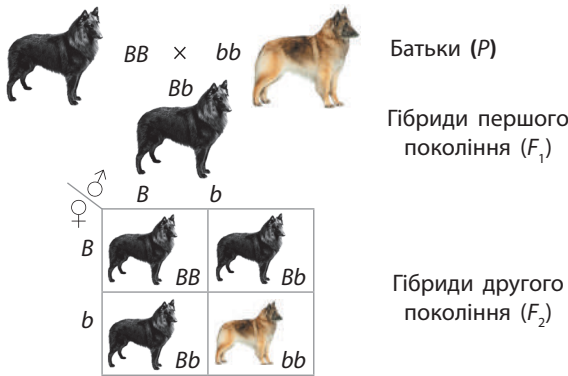 BB × bb
Батьки (P)
Bb
Гібриди першого
покоління (F₁)
♂
B b
♀
B
BB
Bb
b
Bb
bb
Гібриди другого
покоління (F₂)